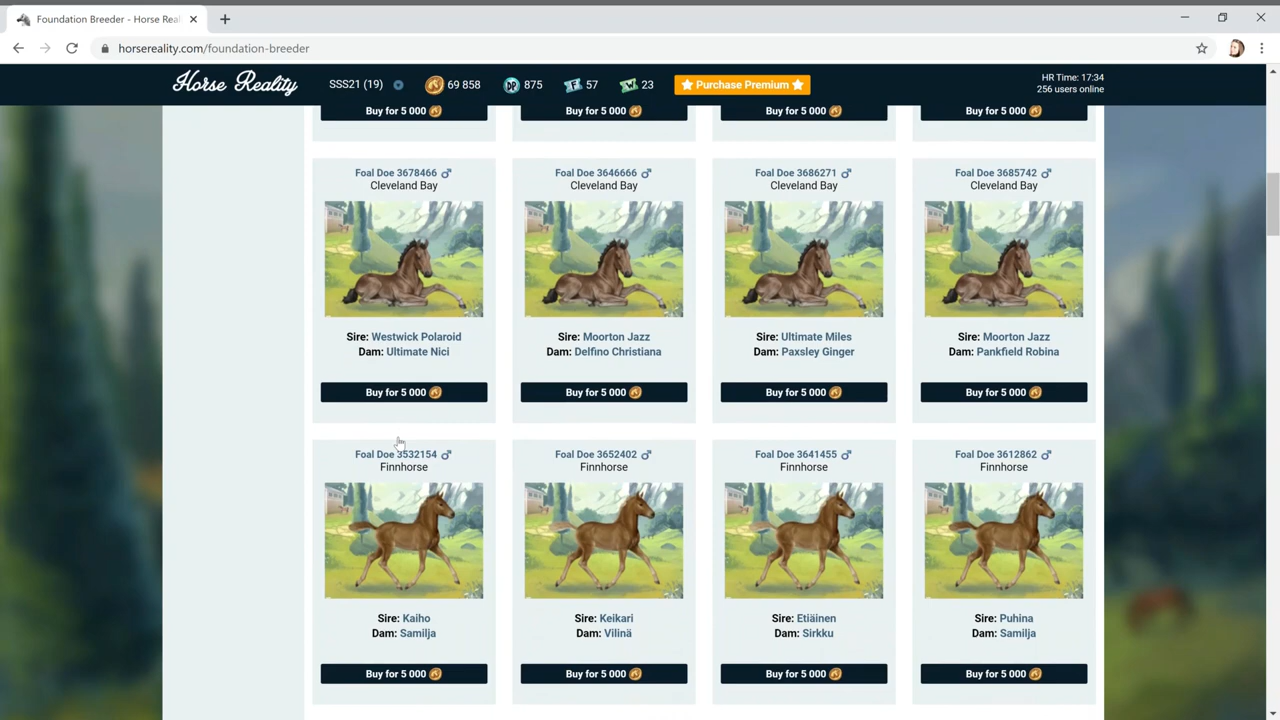 Foundation Breeder - Horse Real
horsereality.com/foundation-breeder
Horse Reality SSS21 (19) 69 858 DP 875 F 57 W 23 Purchase Premium
HR Time: 17:34
256 users online
Buy for 5 000 Buy for 5 000 Buy for 5 000 Buy for 5 000
Foal Doe 3678466 ♂ Foal Doe 3646666 ♂ Foal Doe 3686271 ♂ Foal Doe 3685742 ♂
Cleveland Bay Cleveland Bay Cleveland Bay Cleveland Bay
Sire: Westwick Polaroid Sire: Moorton Jazz Sire: Ultimate Miles Sire: Moorton Jazz
Dam: Ultimate Nici Dam: Delfino Christiana Dam: Paxsley Ginger Dam: Pankfield Robina
Buy for 5 000 Buy for 5 000 Buy for 5 000 Buy for 5 000
Foal Doe 3532154 ♂ Foal Doe 3652402 ♂ Foal Doe 3641455 ♂ Foal Doe 3612862 ♂
Finnhorse Finnhorse Finnhorse Finnhorse
Sire: Kaiho Sire: Keikari Sire: Etiäinen Sire: Puhina
Dam: Samilja Dam: Vilinä Dam: Sirkku Dam: Samilja
Buy for 5 000 Buy for 5 000 Buy for 5 000 Buy for 5 000